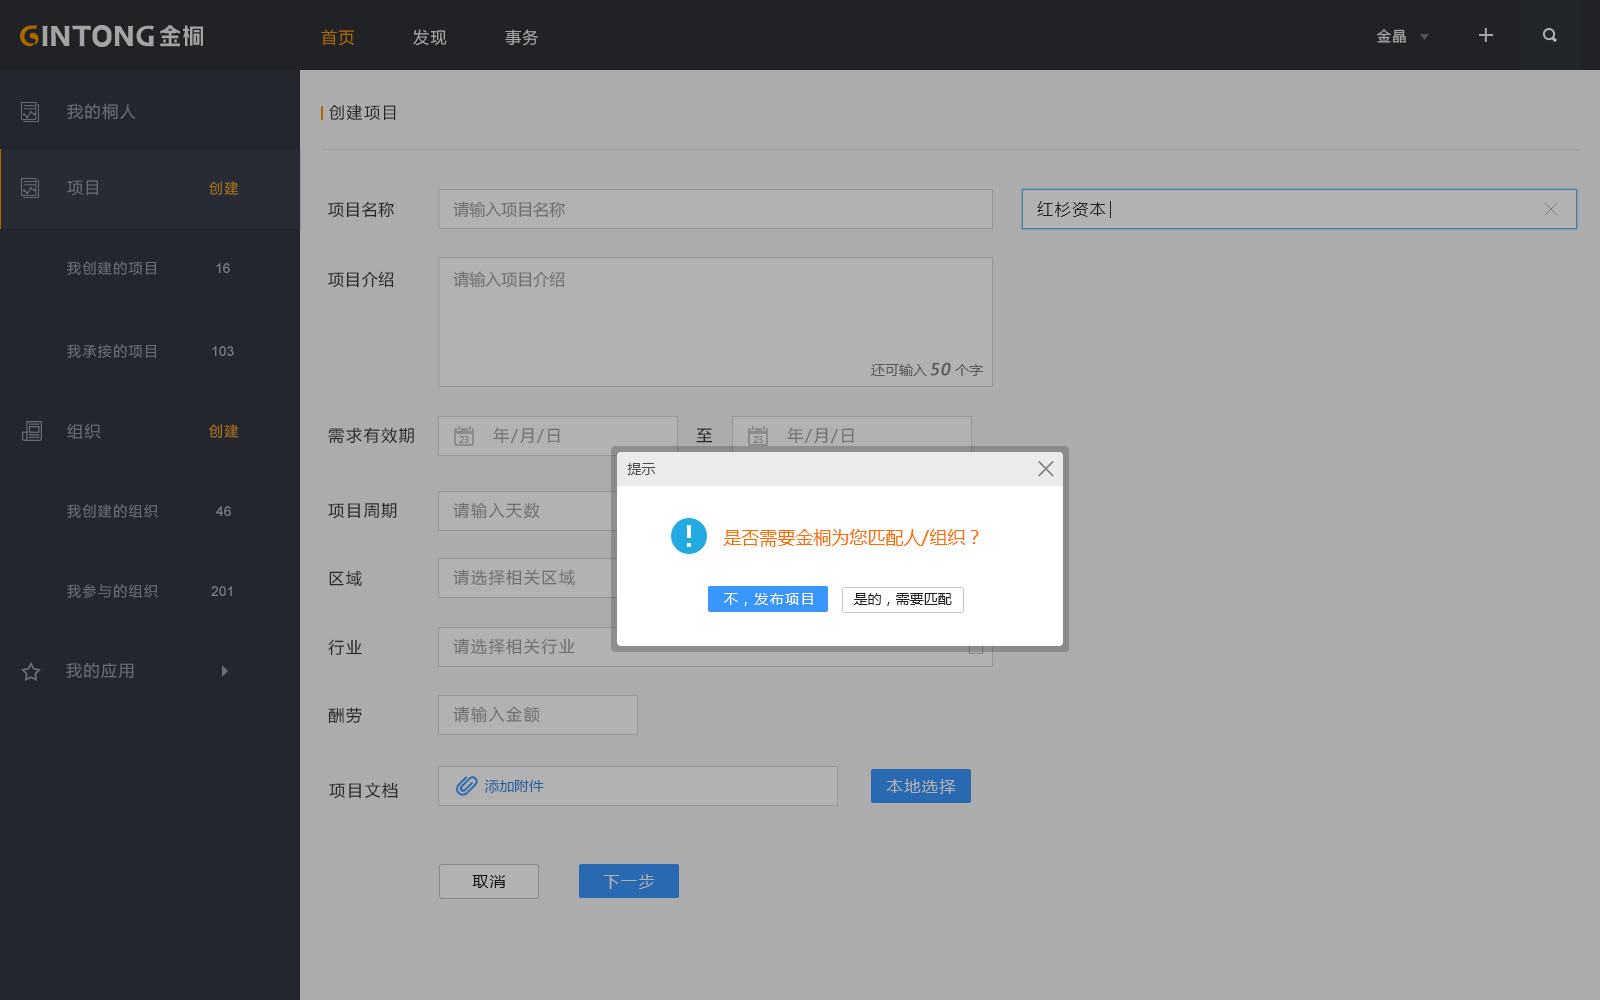 GINTONG金桐
首页 发现 事务 金晶
我的桐人
项目 创建
我创建的项目 16
我承接的项目 103
组织 创建
我创建的组织 46
我参与的组织 201
我的应用
创建项目
项目名称 请输入项目名称 红杉资本
项目介绍 请输入项目介绍
还可输入 50 个字
需求有效期 23 年/月/日 至 23 年/月/日
项目周期 请输入天数
区域 请选择相关区域
行业 请选择相关行业
酬劳 请输入金额
项目文档 添加附件 本地选择
取消 下一步
提示
是否需要金桐为您匹配人/组织？
不，发布项目 是的，需要匹配